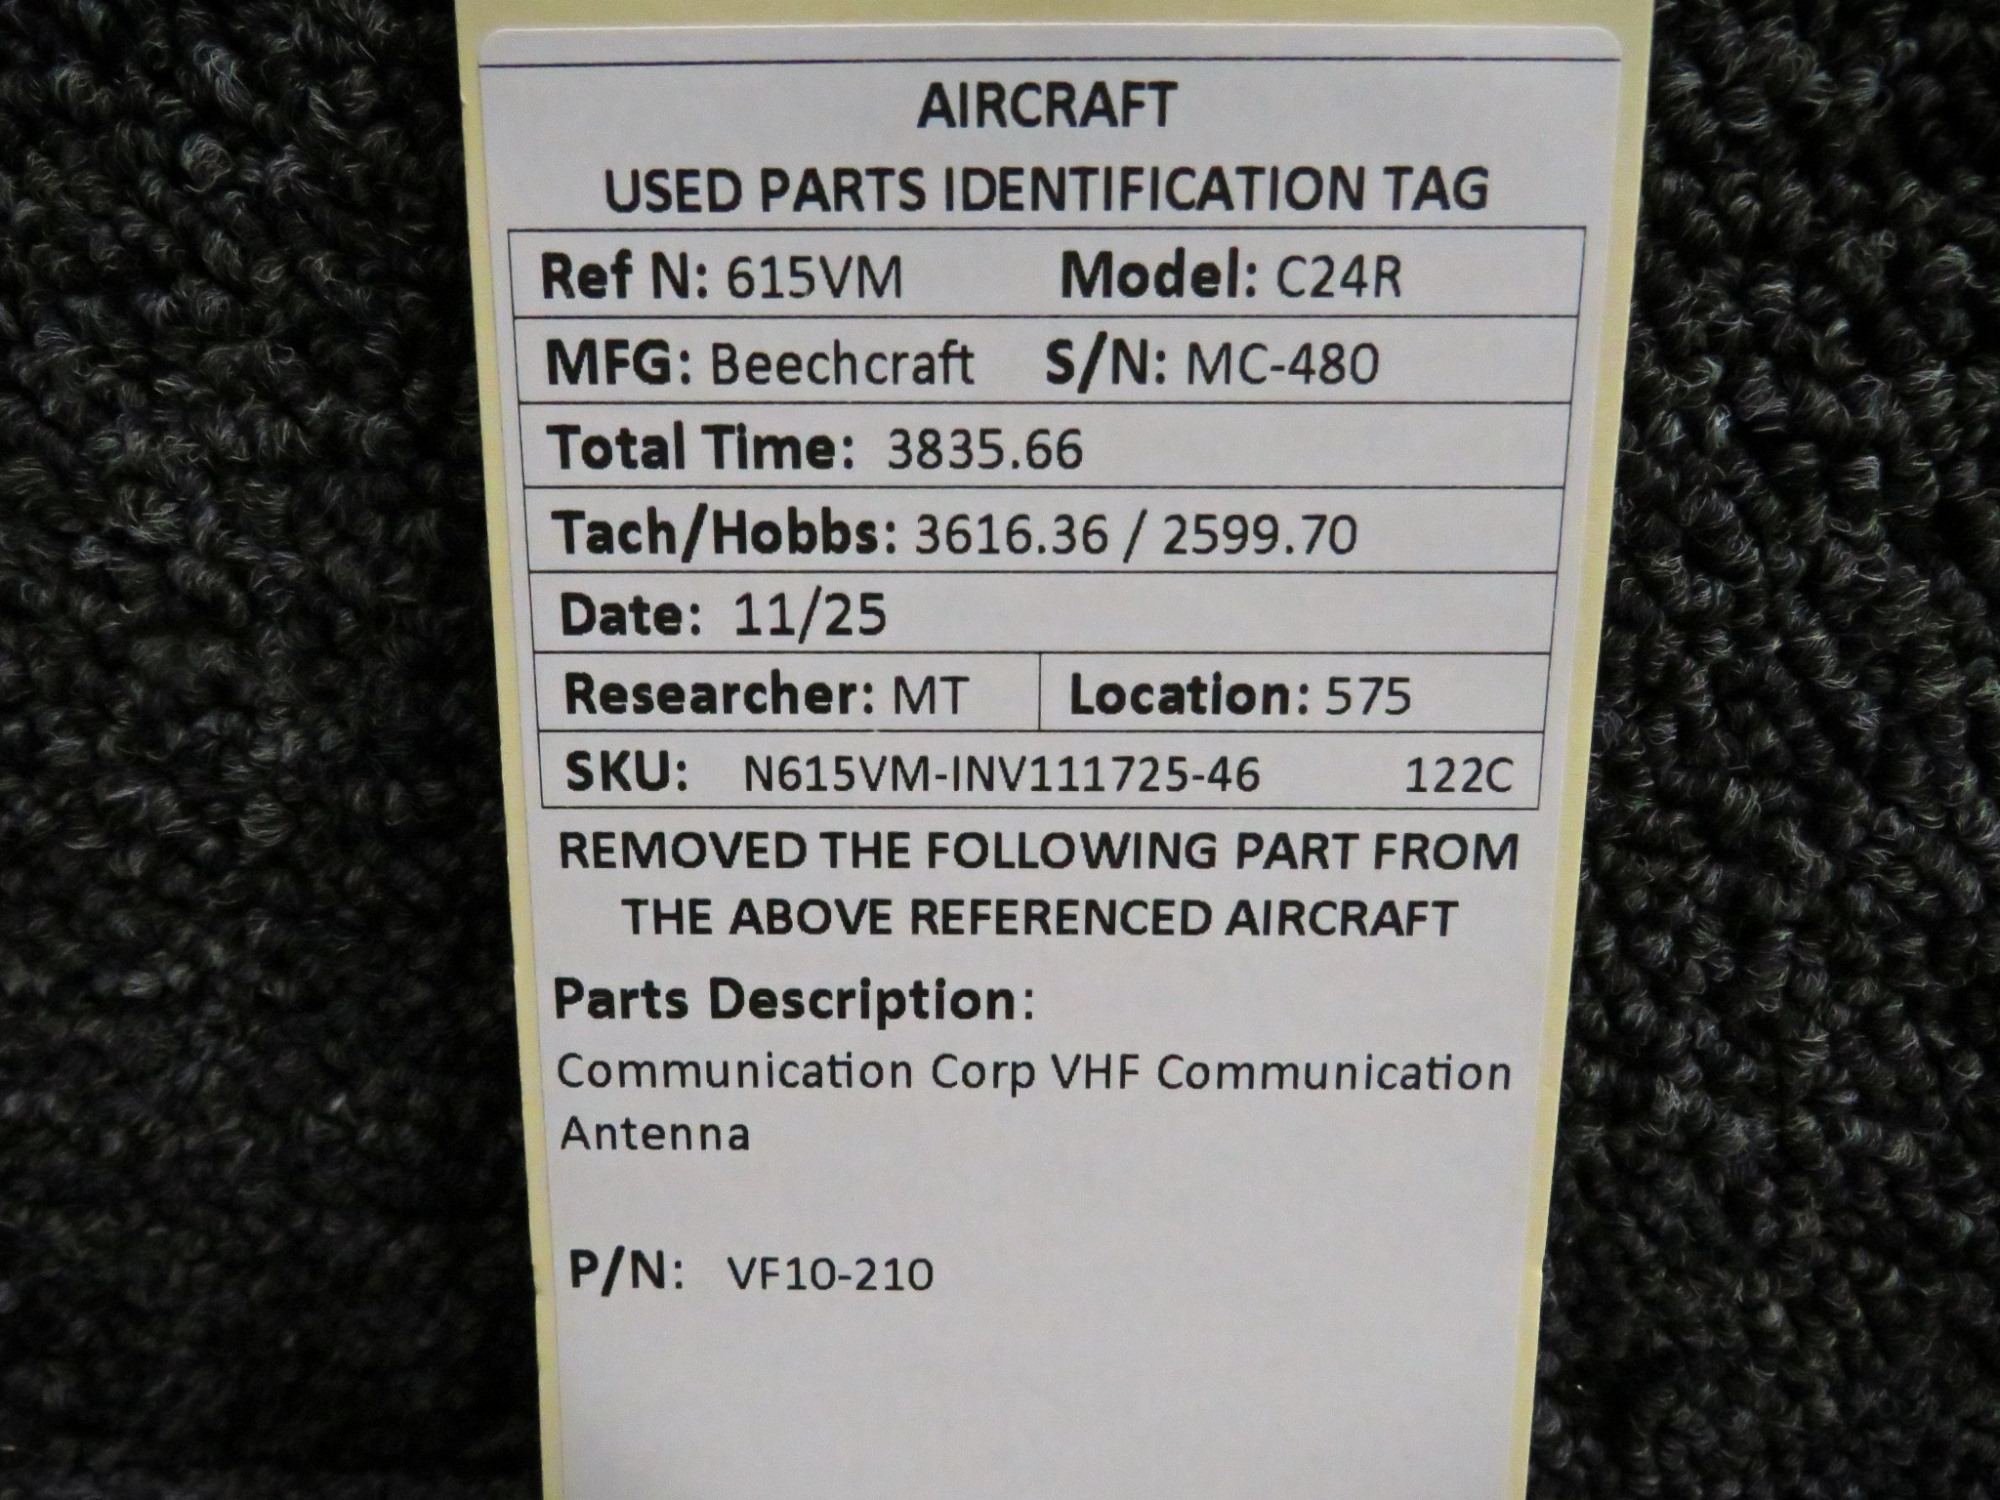 AIRCRAFT
USED PARTS IDENTIFICATION TAG
Ref N: 615VM Model: C24R
MFG: Beechcraft S/N: MC-480
Total Time: 3835.66
Tach/Hobbs: 3616.36 / 2599.70
Date: 11/25
Researcher: MT Location: 575
SKU: N615VM-INV111725-46 122C
REMOVED THE FOLLOWING PART FROM
THE ABOVE REFERENCED AIRCRAFT
Parts Description:
Communication Corp VHF Communication
Antenna
P/N: VF10-210